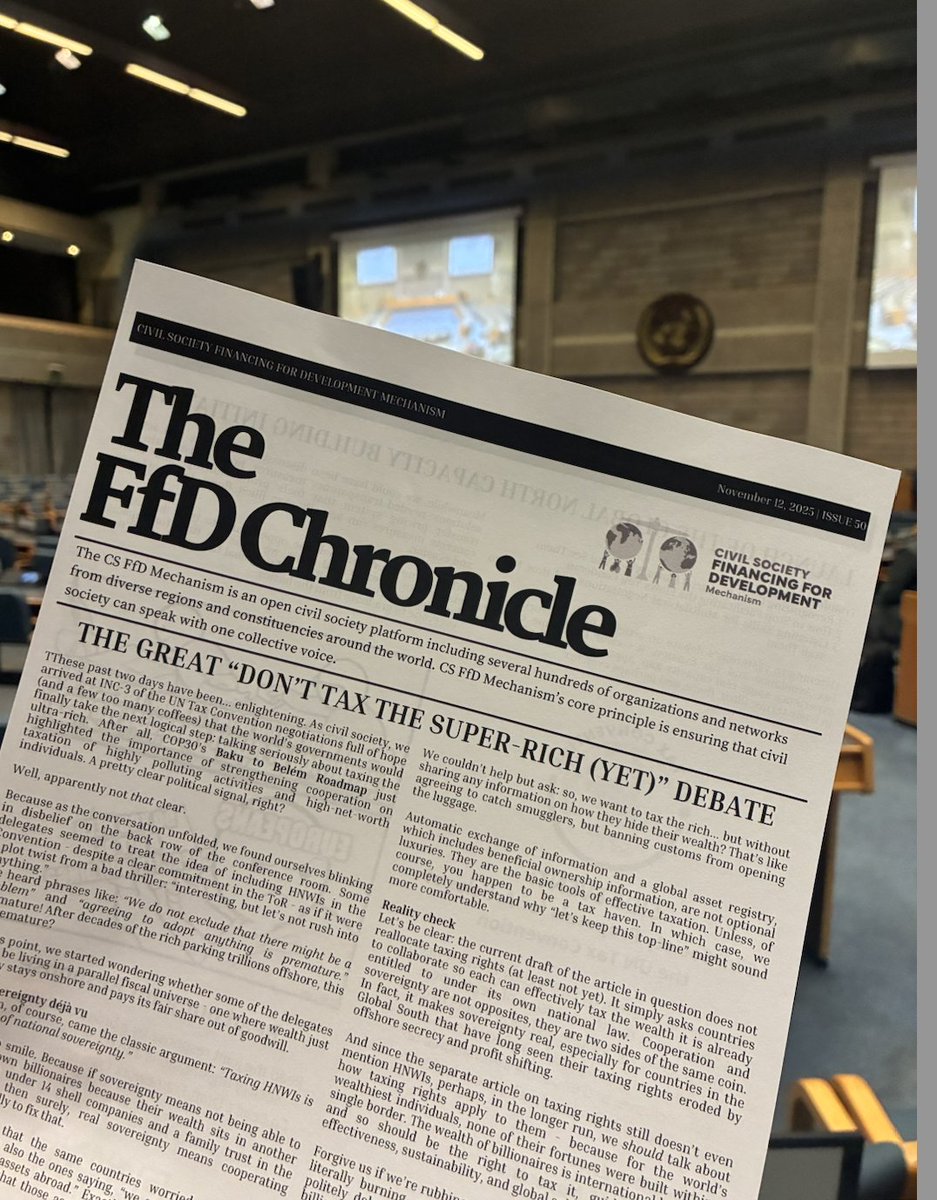 CIVIL SOCIETY FINANCING FOR DEVELOPMENT MECHANISM
November 12, 2025 | ISSUE 50
The
FfD Chronicle
CIVIL SOCIETY
FINANCING FOR
DEVELOPMENT
Mechanism
The CS FfD Mechanism is an open civil society platform including several hundreds of organizations and networks
from diverse regions and constituencies around the world. CS FfD Mechanism's core principle is ensuring that civil
society can speak with one collective voice.
THE GREAT “DON’T TAX THE SUPER-RICH (YET)” DEBATE
TThese past two days have been... enlightening. As civil society, we
arrived at INC-3 of the UN Tax Convention negotiations full of hope
(and a few too many coffees) that the world's governments would
finally take the next logical step: talking seriously about taxing the
ultra-rich. After all, COP30's Baku to Belém Roadmap just
highlighted the importance of strengthening cooperation on
taxation of highly polluting activities and high-net-worth
individuals. A pretty clear political signal, right?
Well, apparently not that clear.
Because as the conversation unfolded, we found ourselves blinking
in disbelief on the back row of the conference room. Some
delegates seemed to treat the idea of including HNWIs in the
Convention - despite a clear commitment in the ToR - as if it were
plot twist from a bad thriller: “interesting, but let's not rush into
anything.”
heard phrases like: “We do not exclude that there might be a
problem” and “agreeing to adopt anything is premature.”
mature! After decades of the rich parking trillions offshore, this
emature?
s point, we started wondering whether some of the delegates
be living in a parallel fiscal universe - one where wealth just
y stays onshore and pays its fair share out of goodwill.
ereignty déjà vu
, of course, came the classic argument: “Taxing HNWIs is
of national sovereignty.”
smile. Because if sovereignty means not being able to
wn billionaires because their wealth sits in another
under 14 shell companies and a family trust in the
then surely, real sovereignty means cooperating
lly to fix that.
that the same countries worried
also the ones saying, “we
assets abroad.”
hat those
We couldn't help but ask: so, we want to tax the rich... but without
sharing any information on how they hide their wealth? That's like
agreeing to catch smugglers, but banning customs from opening
the luggage.
Automatic exchange of information and a global asset registry,
which includes beneficial ownership information, are not optional
luxuries. They are the basic tools of effective taxation. Unless, of
course, you happen to be a tax haven. In which case, we
completely understand why “let's keep this top-line” might sound
more comfortable.
Reality check
Let's be clear: the current draft of the article in question does not
reallocate taxing rights (at least not yet). It simply asks countries
to collaborate so each can effectively tax the wealth it is already
entitled to under its own national law. Cooperation and
sovereignty are not opposites, they are two sides of the same coin.
In fact, it makes sovereignty real, especially for countries in the
Global South that have long seen their taxing rights eroded by
offshore secrecy and profit shifting.
And since the separate article on taxing rights still doesn't even
mention HNWIs, perhaps, in the longer run, we should talk about
how taxing rights apply to them - because for the world's
wealthiest individuals, none of their fortunes were built within
single border. The wealth of billionaires is international
and so should be the right to tax it,
effectiveness, sustainability, and global
Forgive us if we're
literally burning
politely